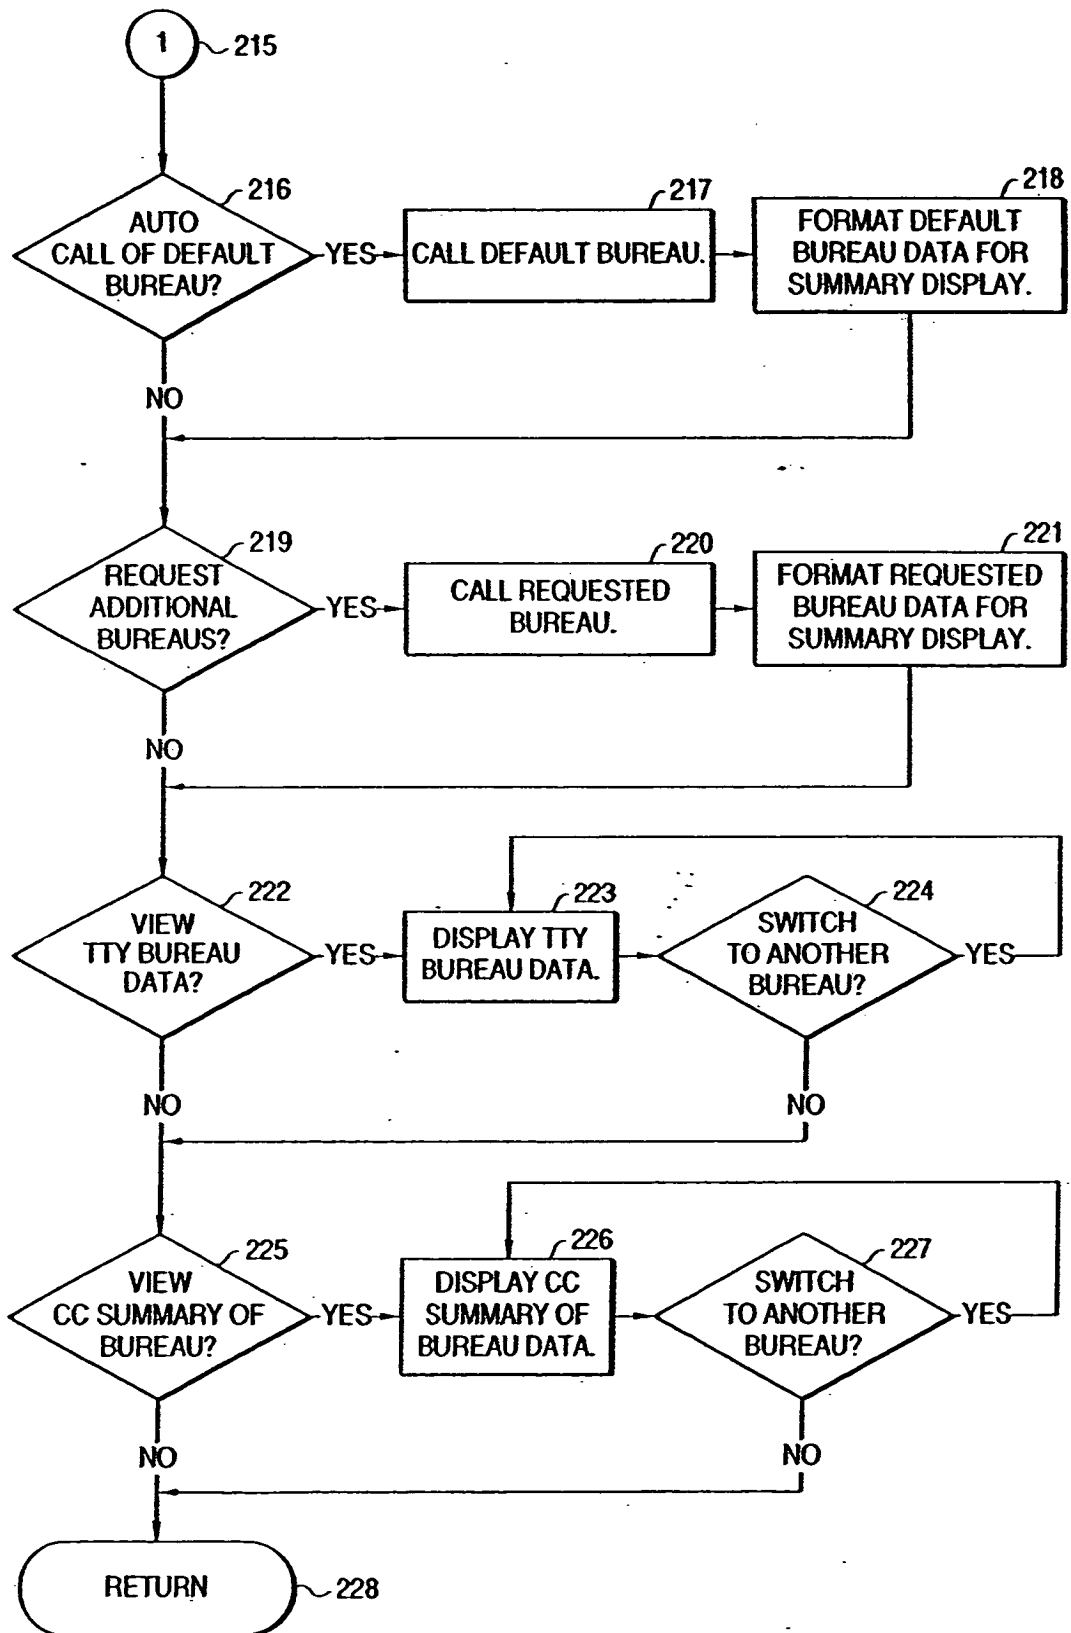 1
215
216
AUTO
CALL OF DEFAULT
BUREAU?
YES
217
CALL DEFAULT BUREAU.
218
FORMAT DEFAULT
BUREAU DATA FOR
SUMMARY DISPLAY.
NO
219
REQUEST
ADDITIONAL
BUREAUS?
YES
220
CALL REQUESTED
BUREAU.
221
FORMAT REQUESTED
BUREAU DATA FOR
SUMMARY DISPLAY.
NO
222
VIEW
TTY BUREAU
DATA?
YES
223
DISPLAY TTY
BUREAU DATA.
224
SWITCH
TO ANOTHER
BUREAU?
YES
NO
NO
225
VIEW
CC SUMMARY OF
BUREAU?
YES
226
DISPLAY CC
SUMMARY OF
BUREAU DATA.
227
SWITCH
TO ANOTHER
BUREAU?
YES
NO
NO
RETURN
228